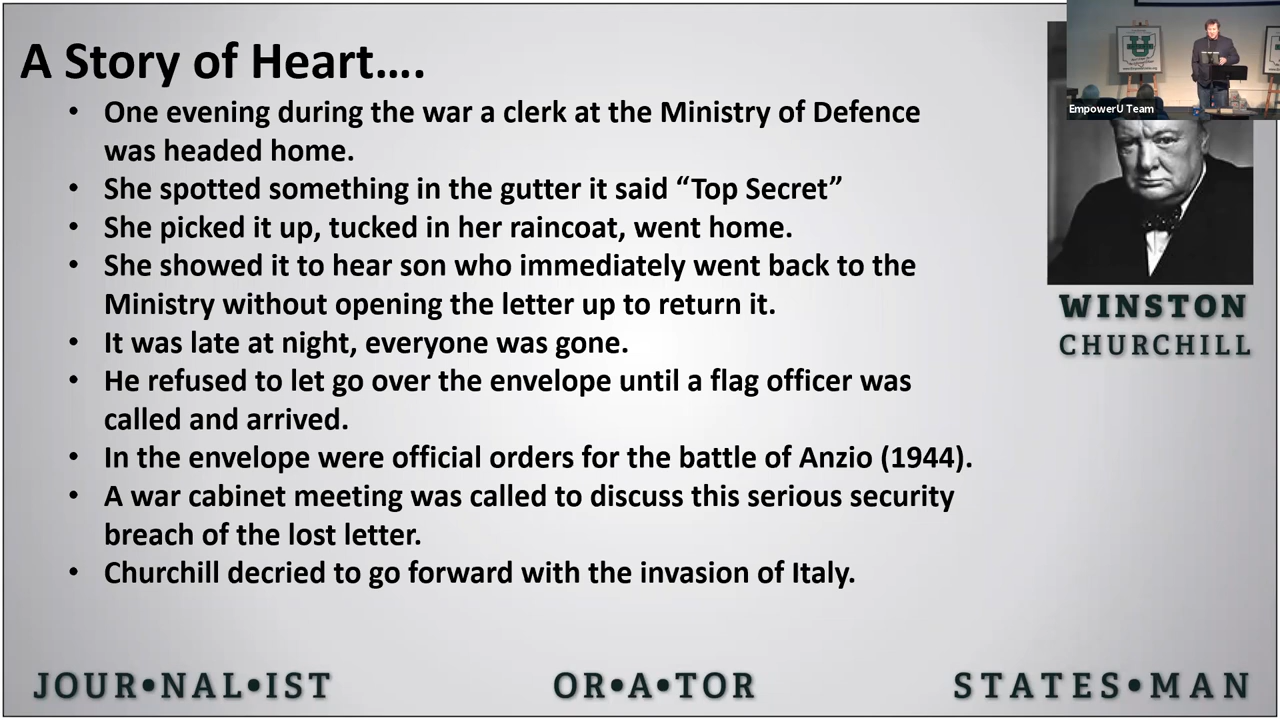 A Story of Heart....
• One evening during the war a clerk at the Ministry of Defence
was headed home.
• She spotted something in the gutter it said “Top Secret”
• She picked it up, tucked in her raincoat, went home.
• She showed it to hear son who immediately went back to the
Ministry without opening the letter up to return it.
• It was late at night, everyone was gone.
• He refused to let go over the envelope until a flag officer was
called and arrived.
• In the envelope were official orders for the battle of Anzio (1944).
• A war cabinet meeting was called to discuss this serious security
breach of the lost letter.
• Churchill decried to go forward with the invasion of Italy.
EmpowerU Team
WINSTON
CHURCHILL
JOUR•NAL•IST
OR•A•TOR
STATES•MAN